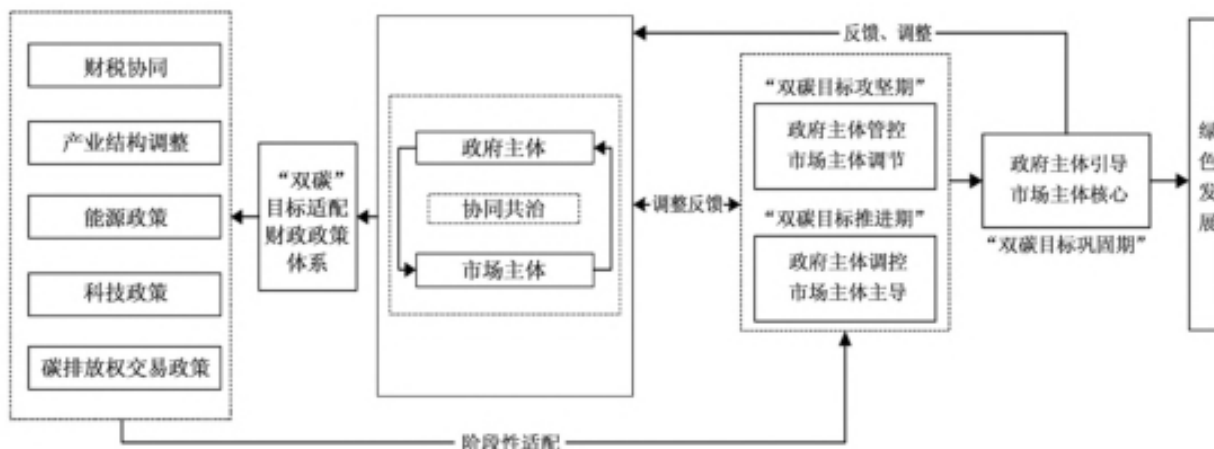 财税协同
产业结构调整
能源政策
科技政策
碳排放权交易政策
“双碳”
目标适配
财政政策
体系
政府主体
协同共治
市场主体
调整反馈
反馈、调整
“双碳目标攻坚期”
政府主体管控
市场主体调节
“双碳目标推进期”
政府主体调控
市场主体主导
政府主体引导
市场主体核心
“双碳目标巩固期”
绿
色
发
展
阶段性适配